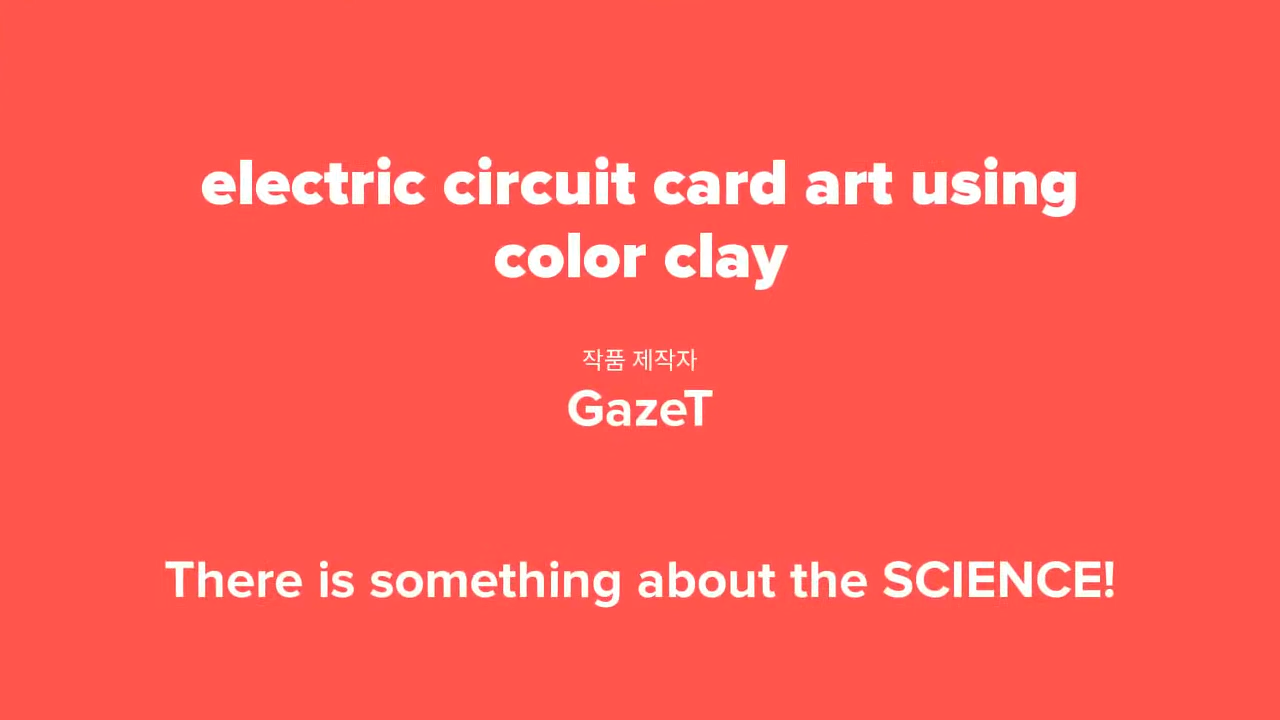 electric circuit card art using
color clay
작품 제작자
GazeT
There is something about the SCIENCE!